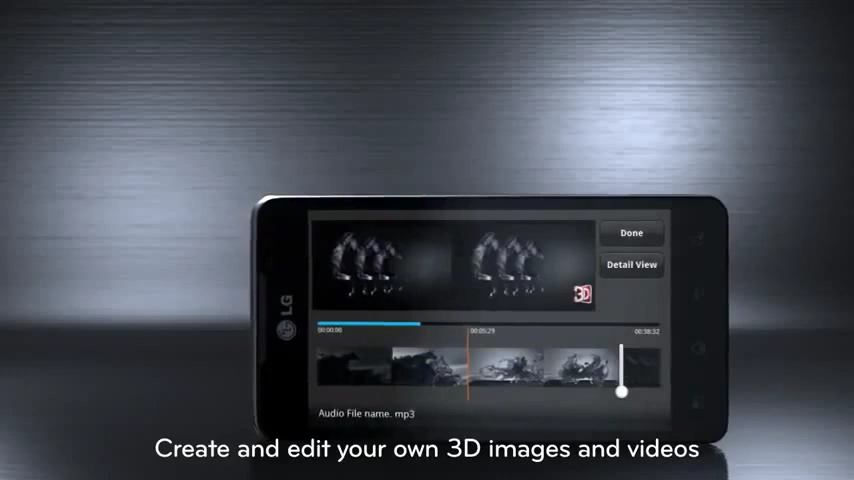 Done
Detail View
3D
LG
00:00:00
00:05:29
00:38:32
Audio File name. mp3
Create and edit your own 3D images and videos